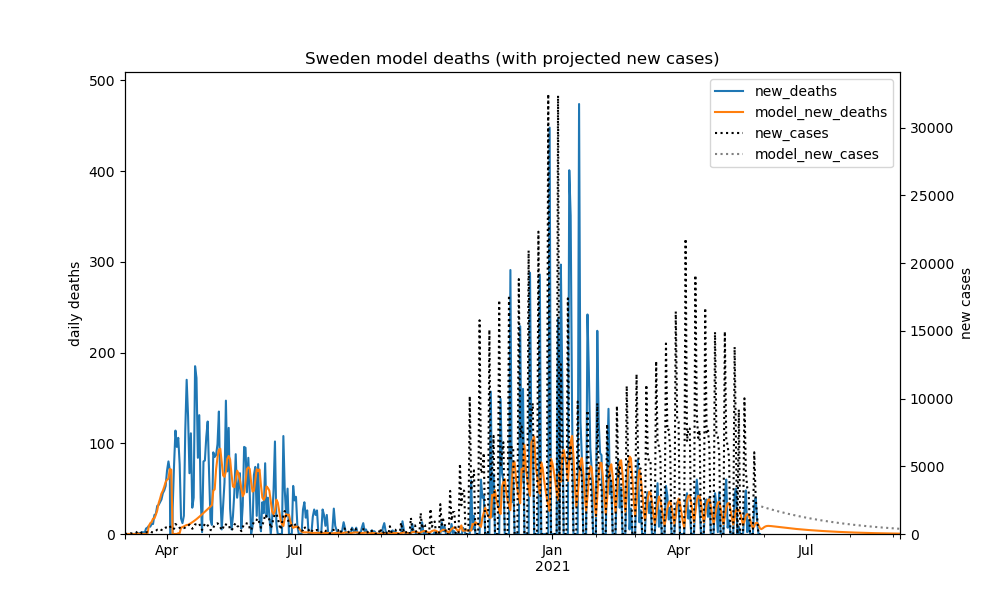 Sweden model deaths (with projected new cases)
new_deaths
model_new_deaths
new_cases
model_new_cases
500
400
300
200
100
0
daily deaths
30000
25000
20000
15000
10000
5000
0
new cases
Apr
Jul
Oct
Jan
2021
Apr
Jul